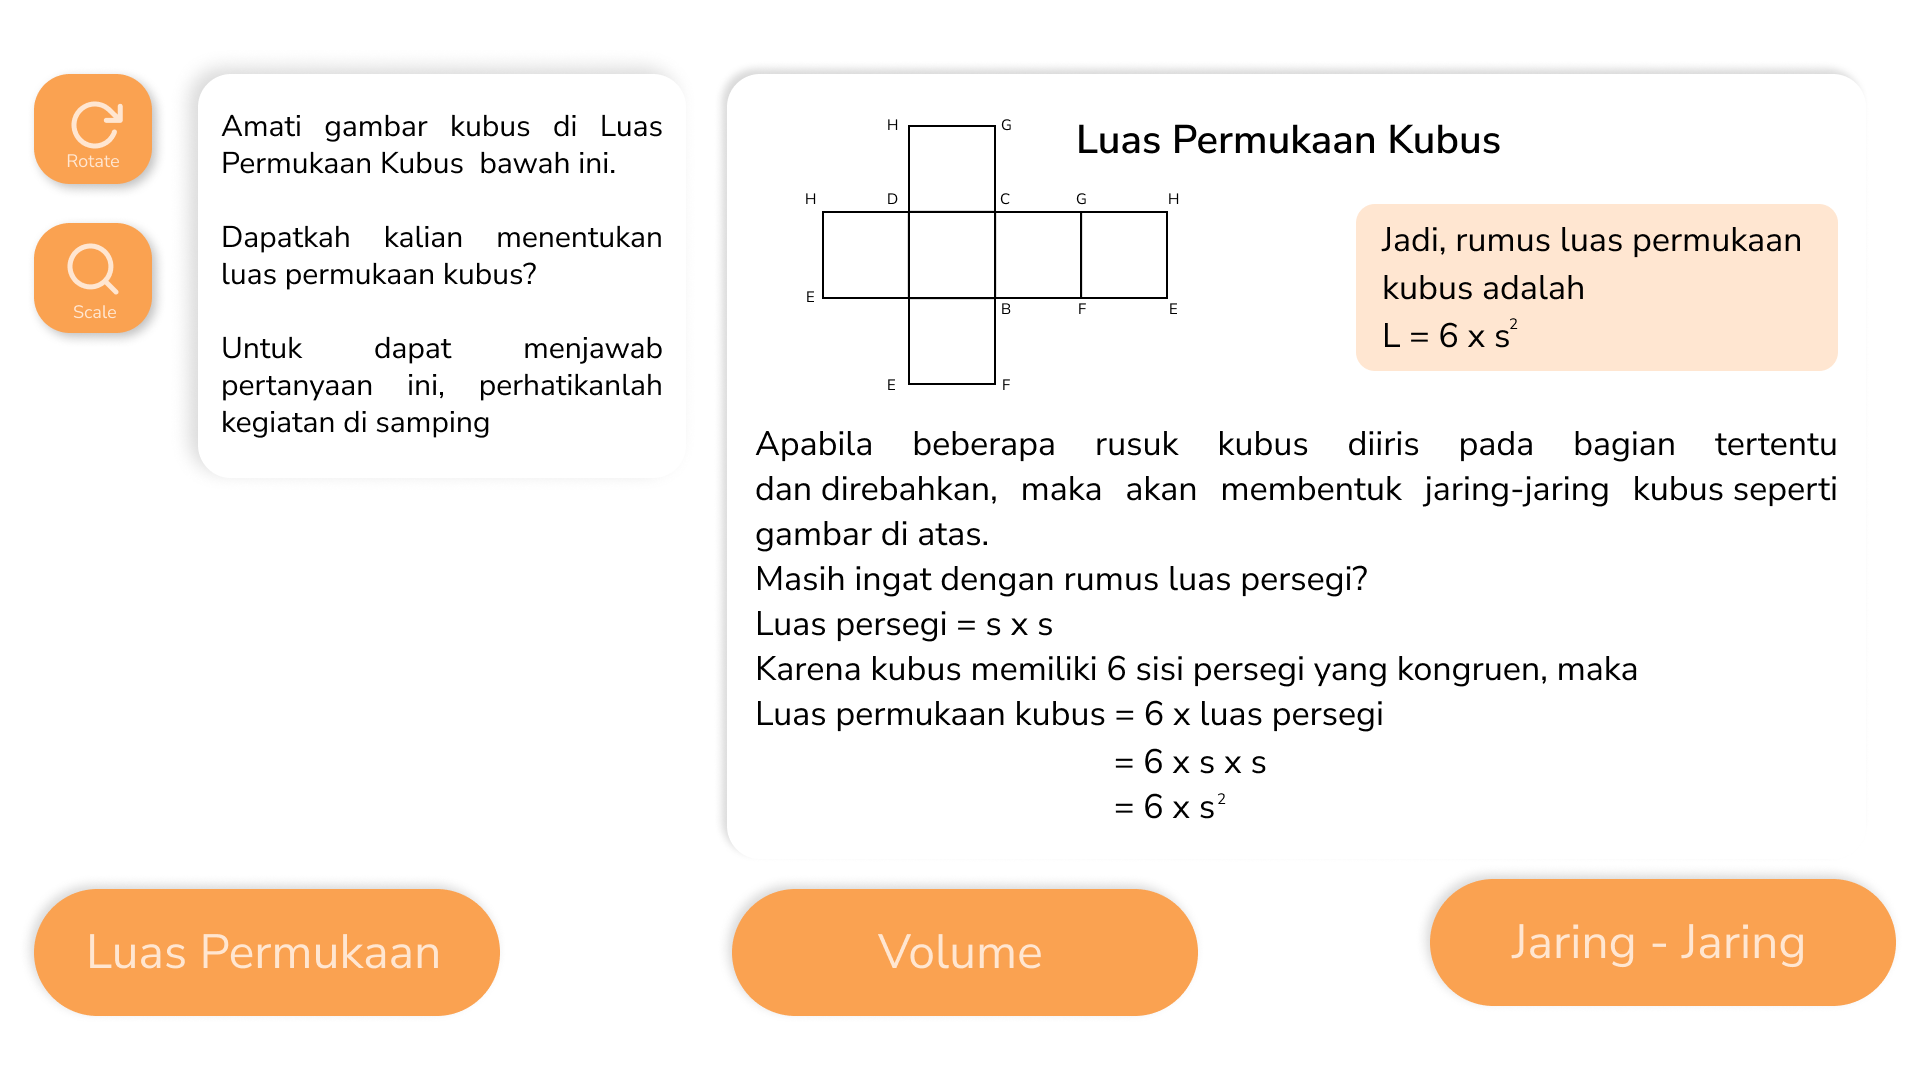 Rotate
Scale
Amati gambar kubus di Luas
Permukaan Kubus bawah ini.
Dapatkah kalian menentukan
luas permukaan kubus?
Untuk dapat menjawab
pertanyaan ini, perhatikanlah
kegiatan di samping
H G
Luas Permukaan Kubus
H D C G H
E B F E
E F
Jadi, rumus luas permukaan
kubus adalah
L = 6 x s²
Apabila beberapa rusuk kubus diiris pada bagian tertentu
dan direbahkan, maka akan membentuk jaring-jaring kubus seperti
gambar di atas.
Masih ingat dengan rumus luas persegi?
Luas persegi = s x s
Karena kubus memiliki 6 sisi persegi yang kongruen, maka
Luas permukaan kubus = 6 x luas persegi
= 6 x s x s
= 6 x s²
Luas Permukaan
Volume
Jaring - Jaring